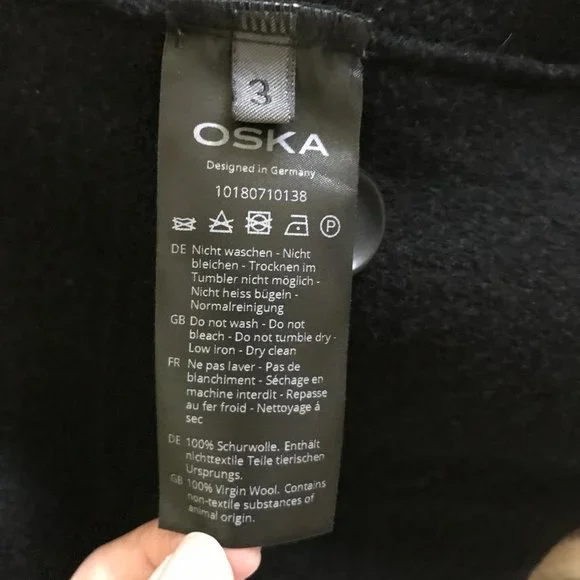 3
OSKA
Designed in Germany
10180710138
P
DE Nicht waschen - Nicht
bleichen - Trocknen im
Tumbler nicht möglich -
Nicht heiss bügeln -
Normalreinigung
GB Do not wash - Do not
bleach - Do not tumble dry -
Low iron - Dry clean
FR Ne pas laver - Pas de
blanchiment - Séchage en
machine interdit - Repasse
au fer froid - Nettoyage á
sec
DE 100% Schurwolle. Enthält
nichttextile Teile tierischen
Ursprungs.
GB 100% Virgin Wool. Contains
non-textile substances of
animal origin.